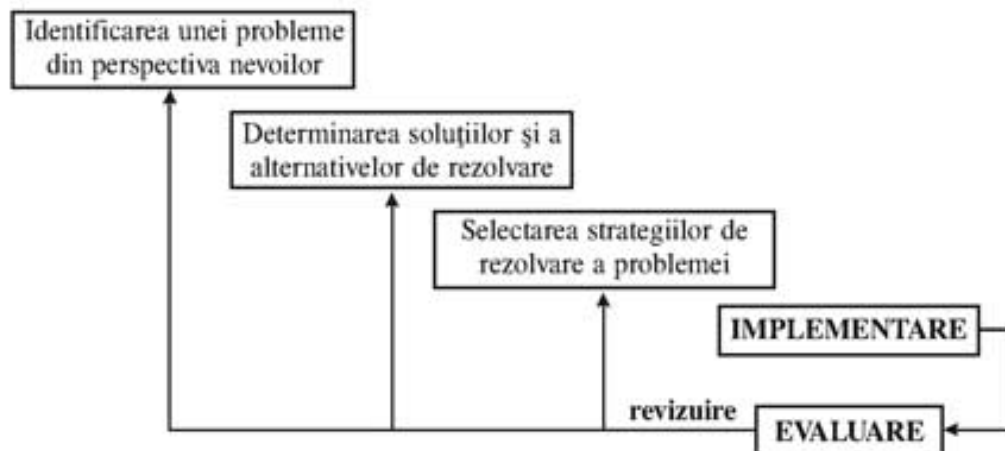 Identificarea unei probleme
din perspectiva nevoilor
Determinarea soluţiilor şi a
alternativelor de rezolvare
Selectarea strategiilor de
rezolvare a problemei
IMPLEMENTARE
revizuire
EVALUARE